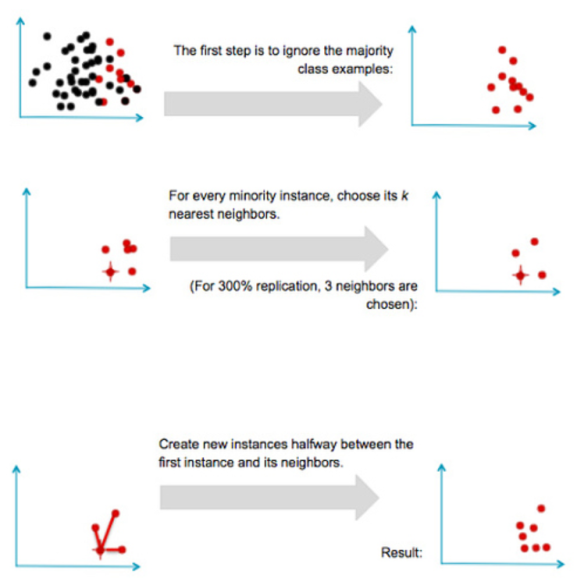 The first step is to ignore the majority
class examples:
For every minority instance, choose its k
nearest neighbors.
(For 300% replication, 3 neighbors are
chosen):
Create new instances halfway between the
first instance and its neighbors.
Result: